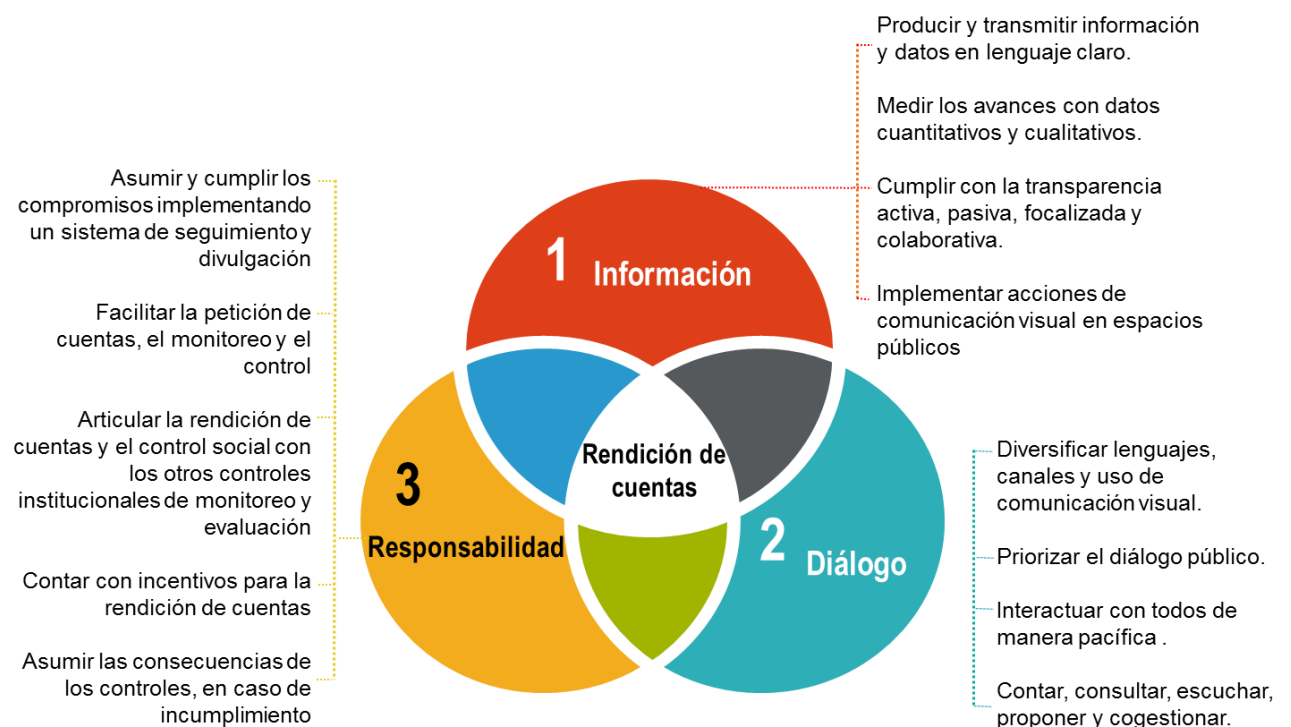 Producir y transmitir información
y datos en lenguaje claro.
Medir los avances con datos
cuantitativos y cualitativos.
Cumplir con la transparencia
activa, pasiva, focalizada y
colaborativa.
Implementar acciones de
comunicación visual en espacios
públicos
Asumir y cumplir los
compromisos implementando
un sistema de seguimiento y
divulgación
Facilitar la petición de
cuentas, el monitoreo y el
control
Articular la rendición de
cuentas y el control social con
los otros controles
institucionales de monitoreo y
evaluación
Contar con incentivos para la
rendición de cuentas
Asumir las consecuencias de
los controles, en caso de
incumplimiento
1 Información
Rendición de
cuentas
3
Responsabilidad
2 Diálogo
Diversificar lenguajes,
canales y uso de
comunicación visual.
Priorizar el diálogo público.
Interactuar con todos de
manera pacífica .
Contar, consultar, escuchar,
proponer y cogestionar.